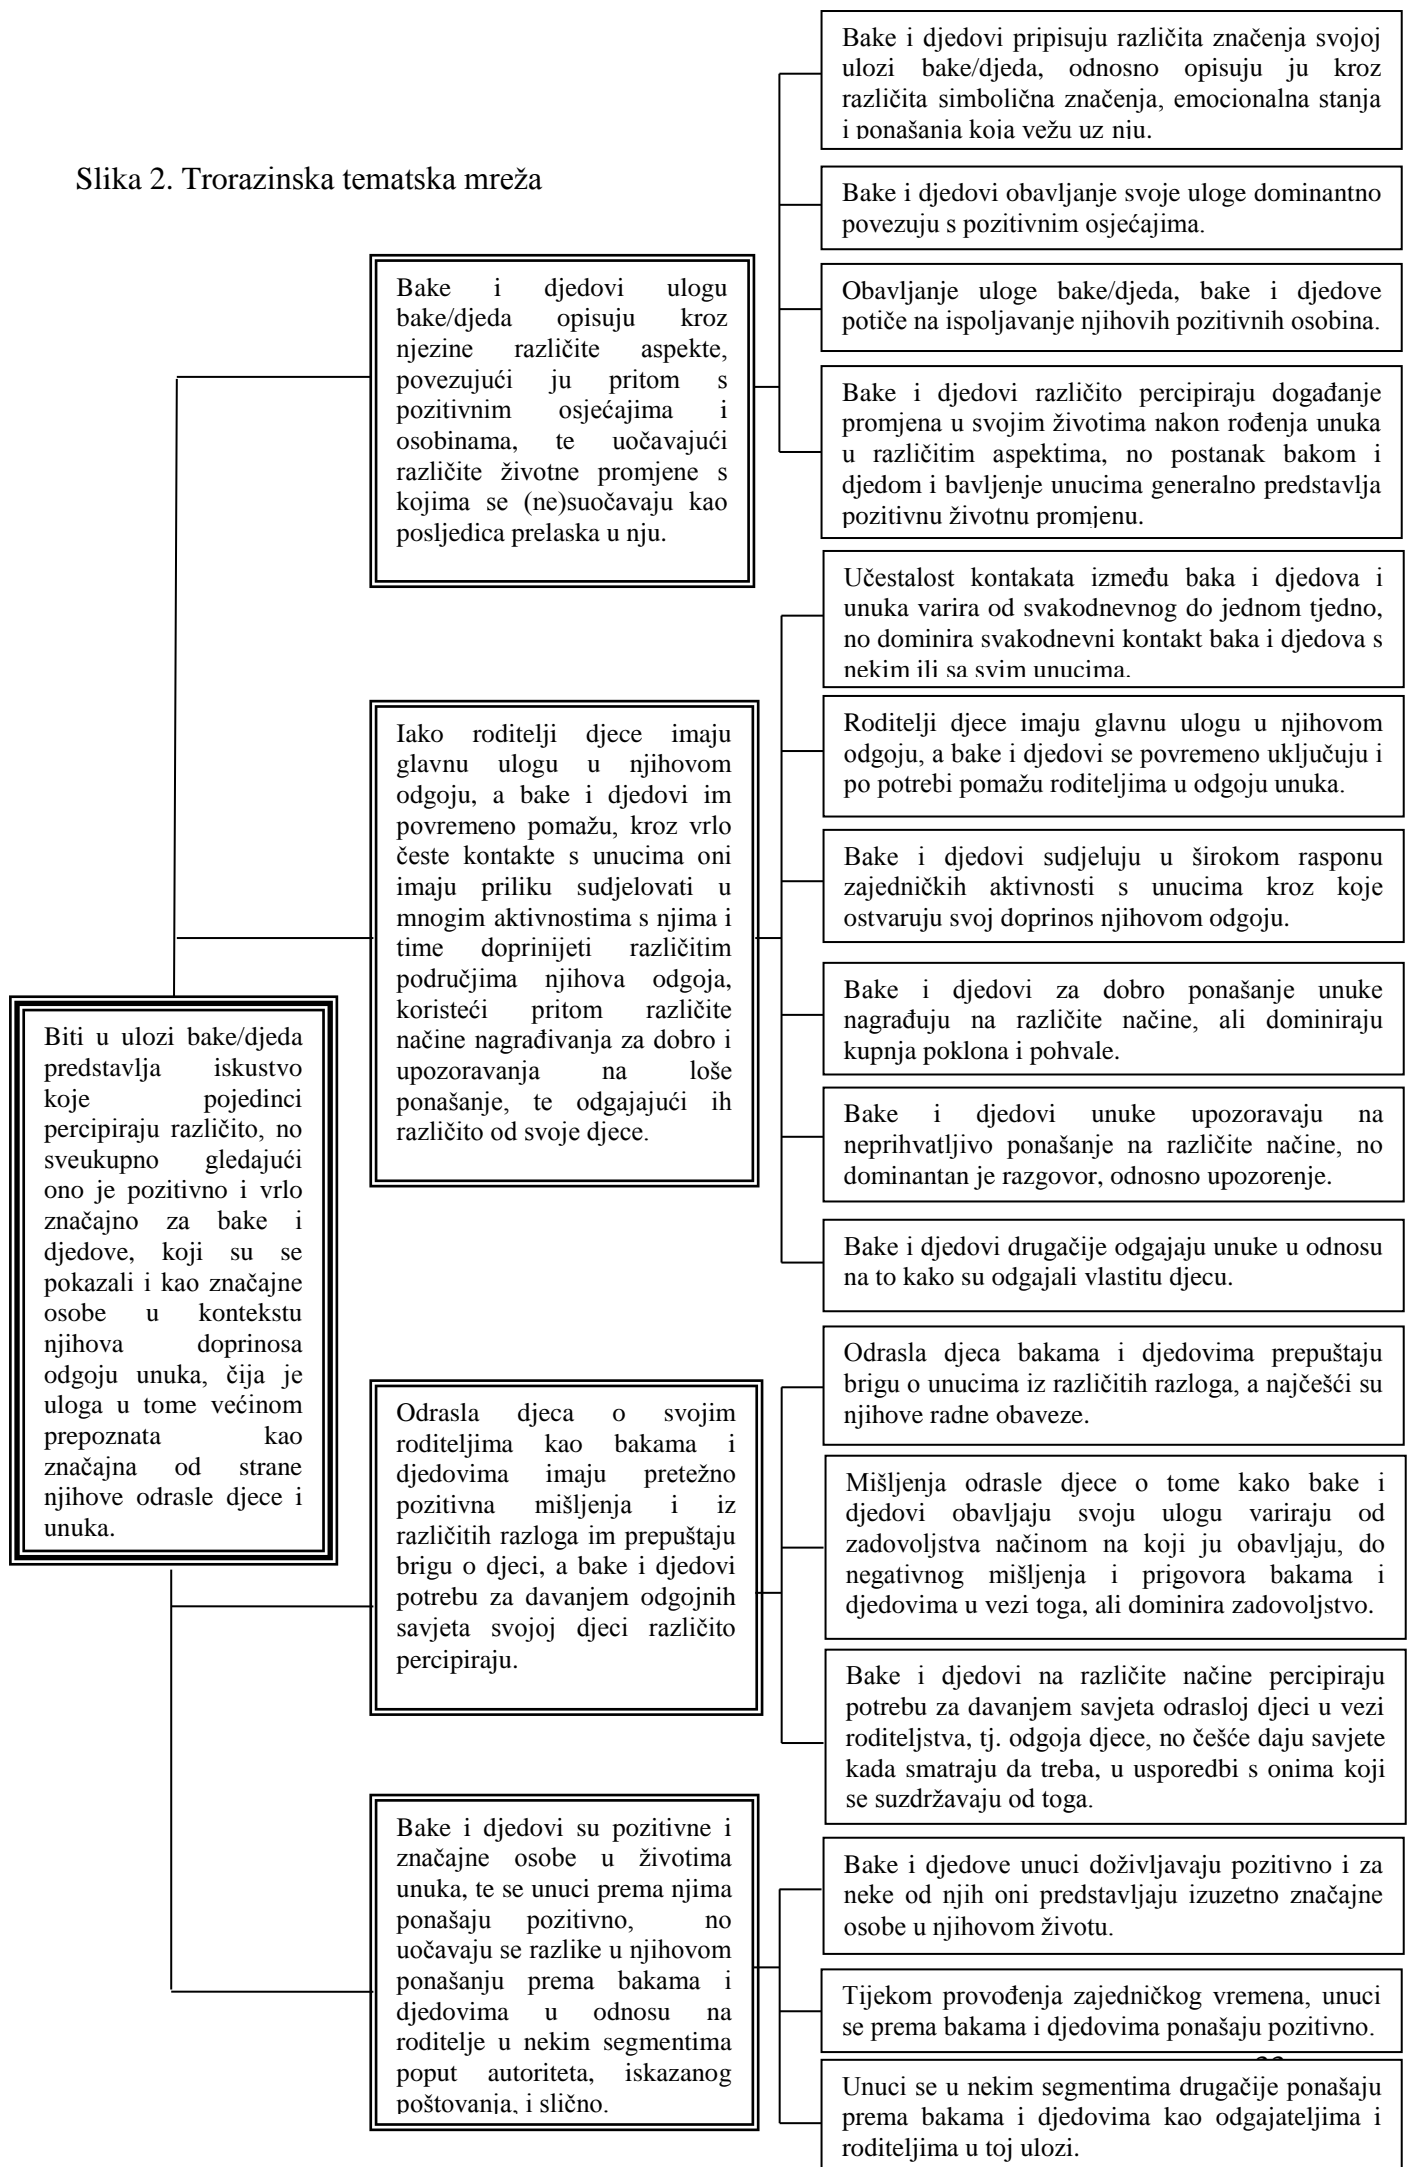 Slika 2. Trorazinska tematska mreža
Biti u ulozi bake/djeda
predstavlja iskustvo
koje pojedinci
percipiraju različito, no
sveukupno gledajući
ono je pozitivno i vrlo
značajno za bake i
djedove, koji su se
pokazali i kao značajne
osobe u kontekstu
njihova doprinosa
odgoju unuka, čija je
uloga u tome većinom
prepoznata kao
značajna od strane
njihove odrasle djece i
unuka.
Bake i djedovi ulogu
bake/djeda opisuju kroz
njezine različite aspekte,
povezujući ju pritom s
pozitivnim osjećajima i
osobinama, te uočavajući
različite životne promjene s
kojima se (ne)suočavaju kao
posljedica prelaska u nju.
Bake i djedovi pripisuju različita značenja svojoj
ulozi bake/djeda, odnosno opisuju ju kroz
različita simbolična značenja, emocionalna stanja
i ponašanja koja vežu uz nju.
Bake i djedovi obavljanje svoje uloge dominantno
povezuju s pozitivnim osjećajima.
Obavljanje uloge bake/djeda, bake i djedove
potiče na ispoljavanje njihovih pozitivnih osobina.
Bake i djedovi različito percipiraju događanje
promjena u svojim životima nakon rođenja unuka
u različitim aspektima, no postanak bakom i
djedom i bavljenje unucima generalno predstavlja
pozitivnu životnu promjenu.
Iako roditelji djece imaju
glavnu ulogu u njihovom
odgoju, a bake i djedovi im
povremeno pomažu, kroz vrlo
česte kontakte s unucima oni
imaju priliku sudjelovati u
mnogim aktivnostima s njima i
time doprinijeti različitim
područjima njihova odgoja,
koristeći pritom različite
načine nagrađivanja za dobro i
upozoravanja na loše
ponašanje, te odgajajući ih
različito od svoje djece.
Učestalost kontakata između baka i djedova i
unuka varira od svakodnevnog do jednom tjedno,
no dominira svakodnevni kontakt baka i djedova s
nekim ili sa svim unucima.
Roditelji djece imaju glavnu ulogu u njihovom
odgoju, a bake i djedovi se povremeno uključuju i
po potrebi pomažu roditeljima u odgoju unuka.
Bake i djedovi sudjeluju u širokom rasponu
zajedničkih aktivnosti s unucima kroz koje
ostvaruju svoj doprinos njihovom odgoju.
Bake i djedovi za dobro ponašanje unuke
nagrađuju na različite načine, ali dominiraju
kupnja poklona i pohvale.
Bake i djedovi unuke upozoravaju na
neprihvatljivo ponašanje na različite načine, no
dominantan je razgovor, odnosno upozorenje.
Bake i djedovi drugačije odgajaju unuke u odnosu
na to kako su odgajali vlastitu djecu.
Odrasla djeca o svojim
roditeljima kao bakama i
djedovima imaju pretežno
pozitivna mišljenja i iz
različitih razloga im prepuštaju
brigu o djeci, a bake i djedovi
potrebu za davanjem odgojnih
savjeta svojoj djeci različito
percipiraju.
Odrasla djeca bakama i djedovima prepuštaju
brigu o unucima iz različitih razloga, a najčešći su
njihove radne obaveze.
Mišljenja odrasle djece o tome kako bake i
djedovi obavljaju svoju ulogu variraju od
zadovoljstva načinom na koji ju obavljaju, do
negativnog mišljenja i prigovora bakama i
djedovima u vezi toga, ali dominira zadovoljstvo.
Bake i djedovi na različite načine percipiraju
potrebu za davanjem savjeta odrasloj djeci u vezi
roditeljstva, tj. odgoja djece, no češće daju savjete
kada smatraju da treba, u usporedbi s onima koji
se suzdržavaju od toga.
Bake i djedovi su pozitivne i
značajne osobe u životima
unuka, te se unuci prema njima
ponašaju pozitivno, no
uočavaju se razlike u njihovom
ponašanju prema bakama i
djedovima u odnosu na
roditelje u nekim segmentima
poput autoriteta, iskazanog
poštovanja, i slično.
Bake i djedove unuci doživljavaju pozitivno i za
neke od njih oni predstavljaju izuzetno značajne
osobe u njihovom životu.
Tijekom provođenja zajedničkog vremena, unuci
se prema bakama i djedovima ponašaju pozitivno.
Unuci se u nekim segmentima drugačije ponašaju
prema bakama i djedovima kao odgajateljima i
roditeljima u toj ulozi.